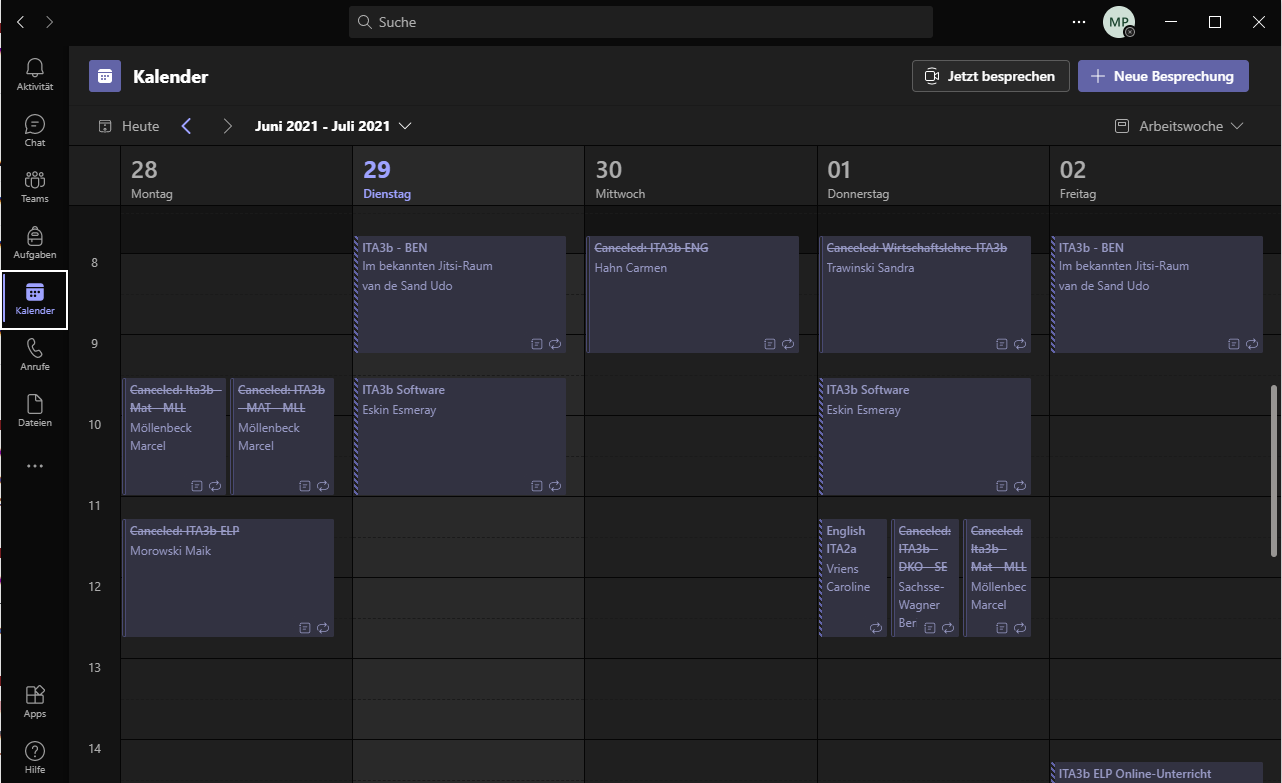 Suche
MP
Aktivität
Chat
Teams
Aufgaben
Kalender
Anrufe
Dateien
Apps
Hilfe
Kalender
Jetzt besprechen
Neue Besprechung
Heute
Juni 2021 - Juli 2021
Arbeitswoche
28
Montag
29
Dienstag
30
Mittwoch
01
Donnerstag
02
Freitag
8
9
10
11
12
13
14
Canceled: Ita3b -
Mat - MLL
Möllenbeck
Marcel
Canceled: ITA3b
- MAT - MLL
Möllenbeck
Marcel
Canceled: ITA3b ELP
Morowski Maik
ITA3b - BEN
Im bekannten Jitsi-Raum
van de Sand Udo
ITA3b Software
Eskin Esmeray
Canceled: ITA3b ENG
Hahn Carmen
Canceled: Wirtschaftslehre ITA3b
Trawinski Sandra
ITA3b Software
Eskin Esmeray
English
ITA2a
Vriens
Caroline
Canceled:
ITA3b -
DKO - SE
Sachsse-
Wagner
Ber
Canceled:
Ita3b -
Mat - MLL
Möllenbec
Marcel
ITA3b - BEN
Im bekannten Jitsi-Raum
van de Sand Udo
ITA3b ELP Online-Unterricht